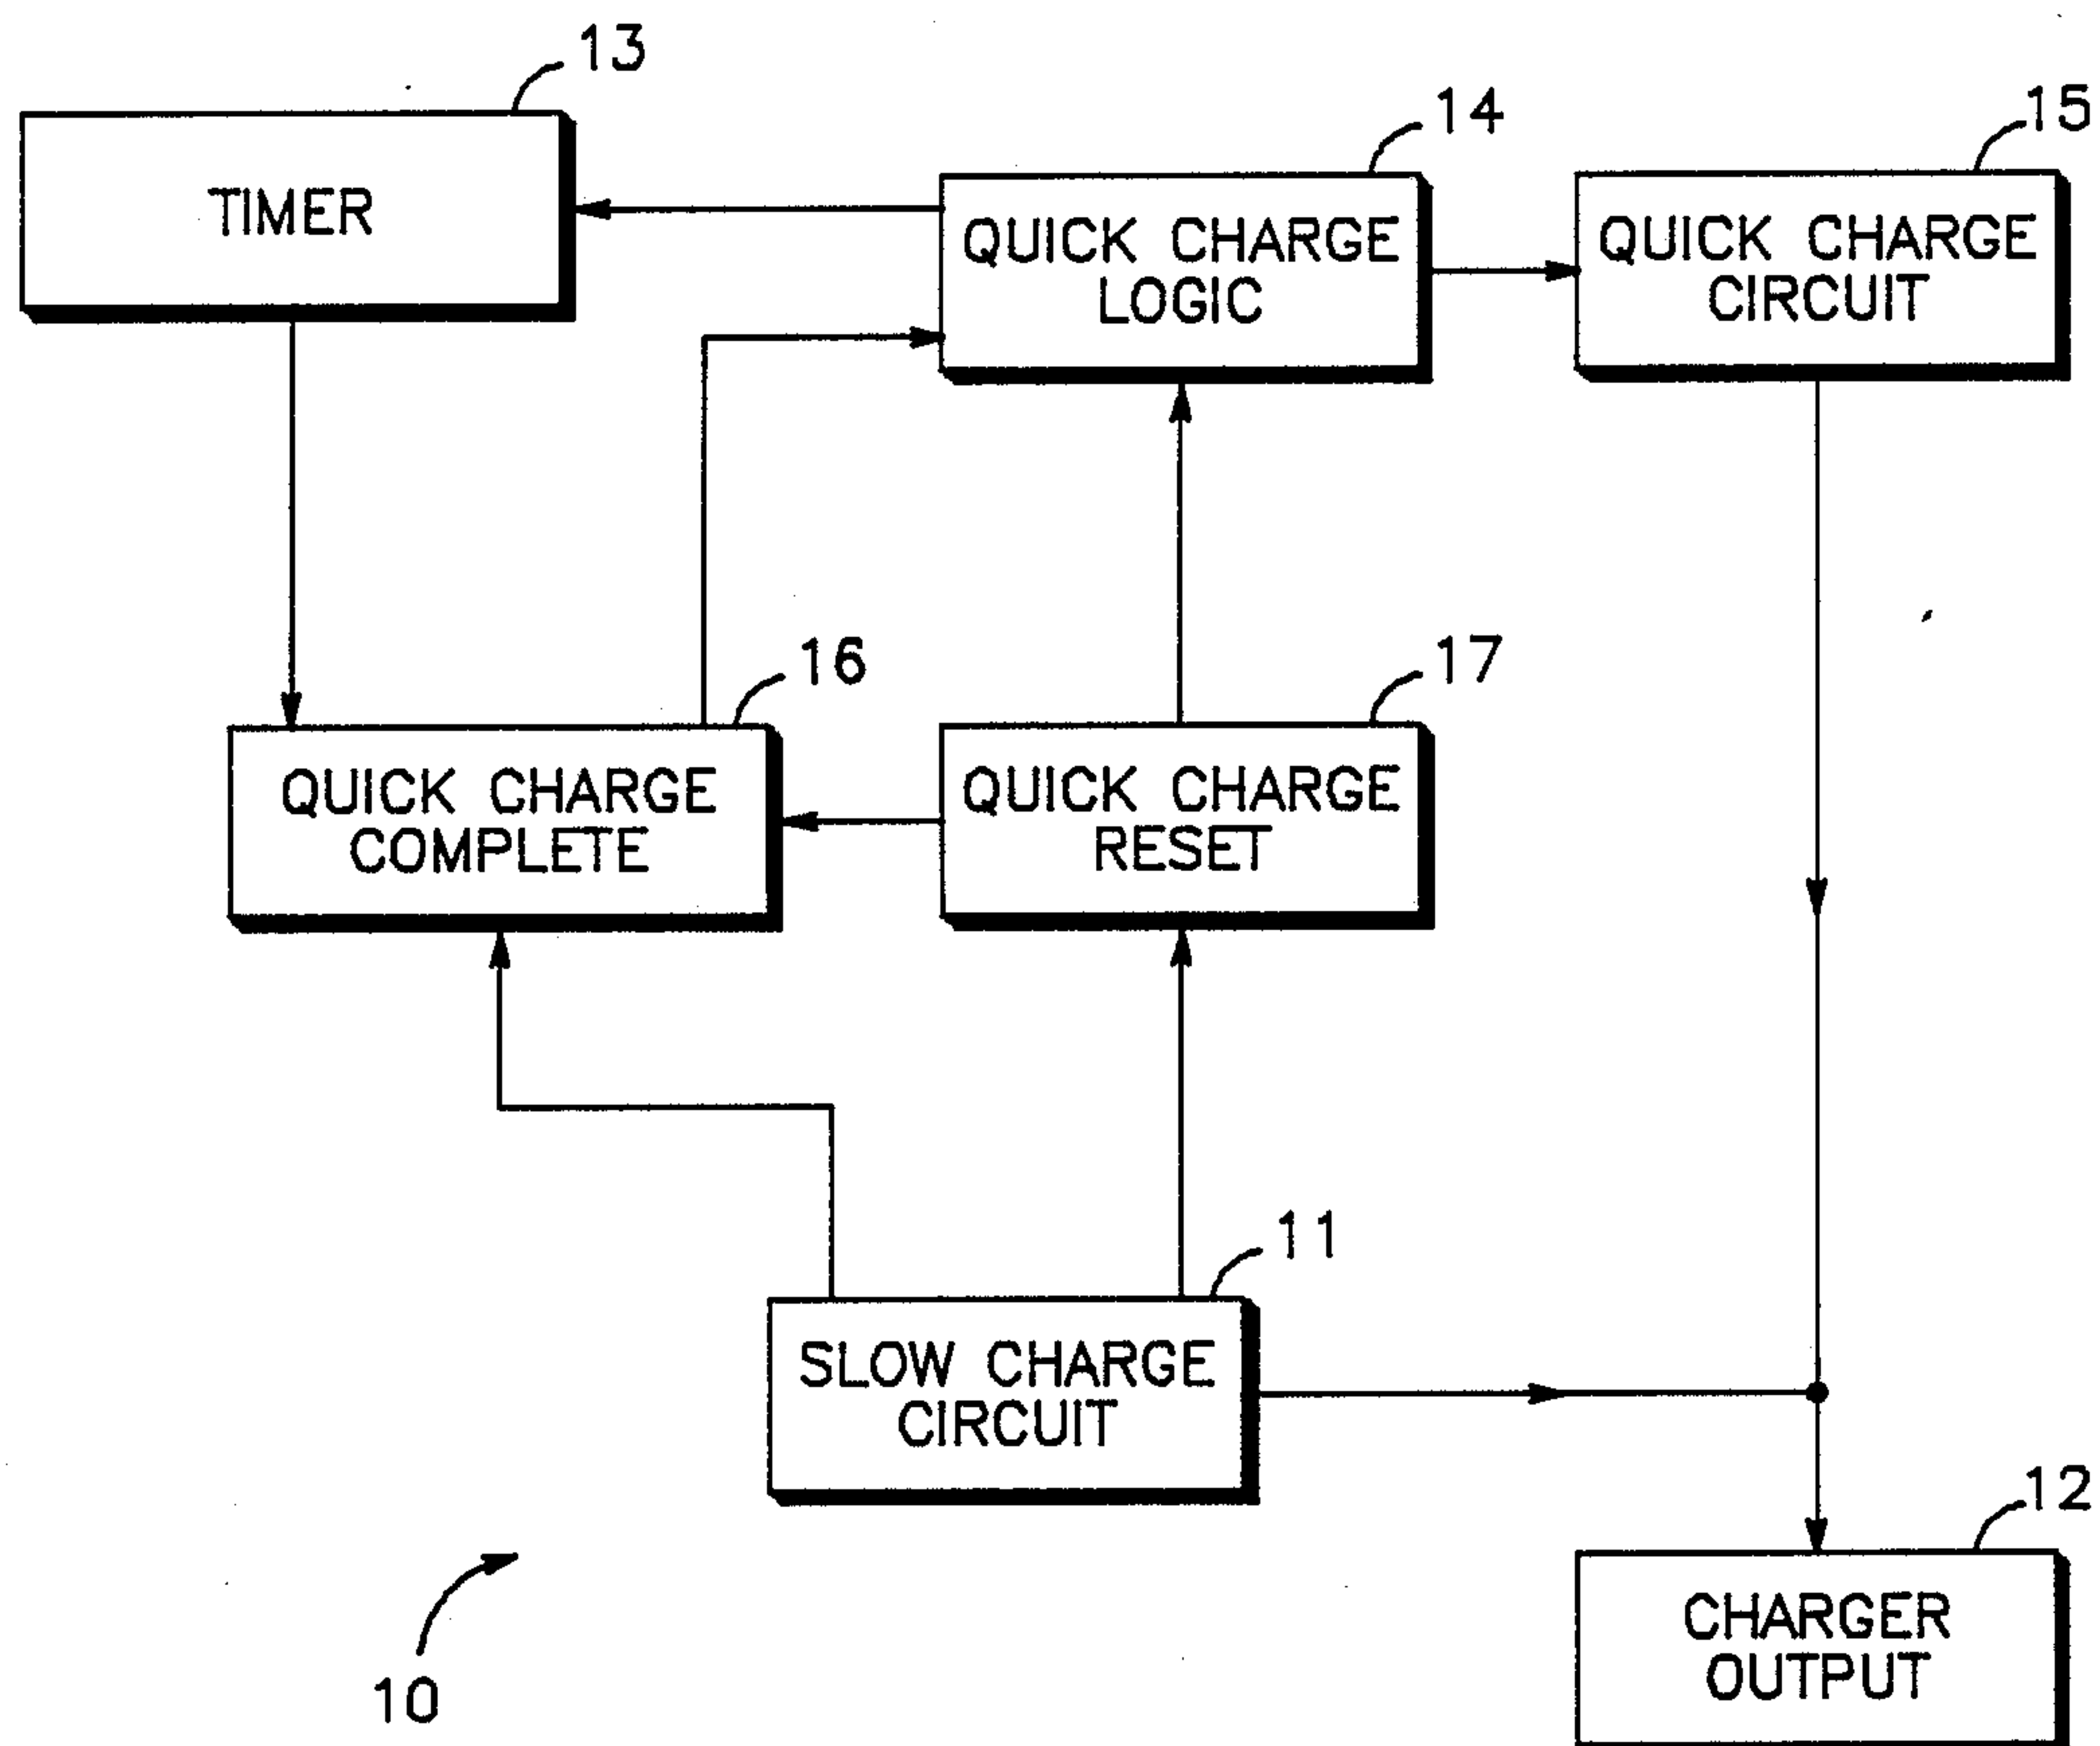 13
TIMER
14
QUICK CHARGE
LOGIC
15
QUICK CHARGE
CIRCUIT
16
QUICK CHARGE
COMPLETE
17
QUICK CHARGE
RESET
11
SLOW CHARGE
CIRCUIT
12
CHARGER
OUTPUT
10